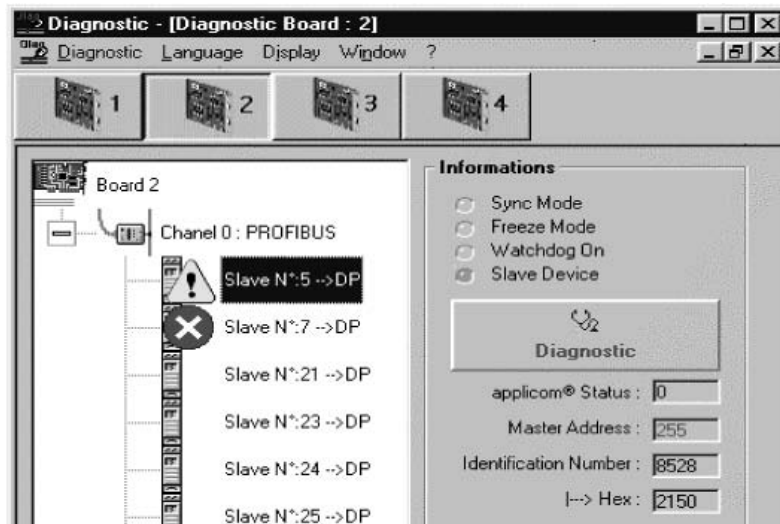 Diagnostic - [Diagnostic Board : 2]
Diagnostic Language Display Window ?
1 2 3 4
Board 2
Chanel 0 : PROFIBUS
Slave N°:5 -->DP
Slave N°:7 -->DP
Slave N°:21 -->DP
Slave N°:23 -->DP
Slave N°:24 -->DP
Slave N°:25 -->DP
Informations
Sync Mode
Freeze Mode
Watchdog On
Slave Device
Diagnostic
applicom® Status : 0
Master Address : 255
Identification Number : 8528
|---> Hex : 2150